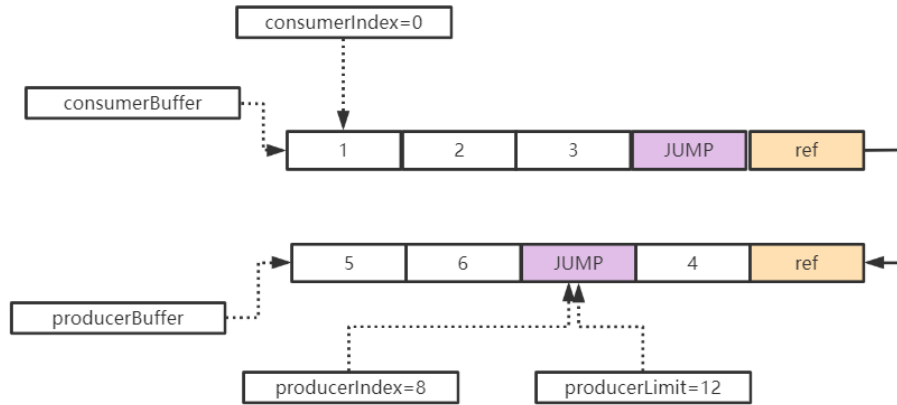 consumerIndex=0
consumerBuffer
1 2 3 JUMP ref
5 6 JUMP 4 ref
producerBuffer
producerIndex=8 producerLimit=12